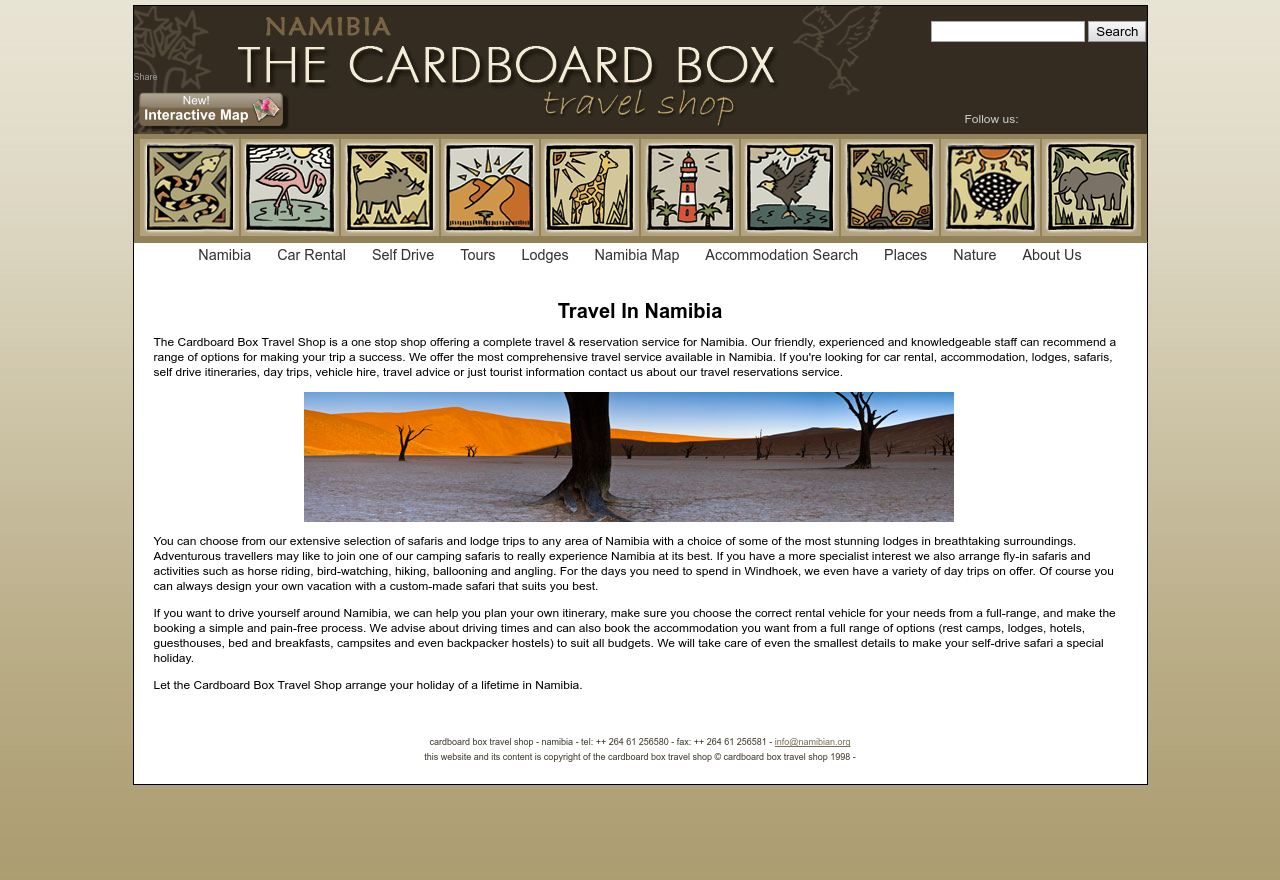 NAMIBIA
THE CARDBOARD BOX
travel shop
Search
Share
New!
Interactive Map
Follow us:
Namibia Car Rental Self Drive Tours Lodges Namibia Map Accommodation Search Places Nature About Us
Travel In Namibia
The Cardboard Box Travel Shop is a one stop shop offering a complete travel & reservation service for Namibia. Our friendly, experienced and knowledgeable staff can recommend a
range of options for making your trip a success. We offer the most comprehensive travel service available in Namibia. If you're looking for car rental, accommodation, lodges, safaris,
self drive itineraries, day trips, vehicle hire, travel advice or just tourist information contact us about our travel reservations service.
You can choose from our extensive selection of safaris and lodge trips to any area of Namibia with a choice of some of the most stunning lodges in breathtaking surroundings.
Adventurous travellers may like to join one of our camping safaris to really experience Namibia at its best. If you have a more specialist interest we also arrange fly-in safaris and
activities such as horse riding, bird-watching, hiking, ballooning and angling. For the days you need to spend in Windhoek, we even have a variety of day trips on offer. Of course you
can always design your own vacation with a custom-made safari that suits you best.
If you want to drive yourself around Namibia, we can help you plan your own itinerary, make sure you choose the correct rental vehicle for your needs from a full-range, and make the
booking a simple and pain-free process. We advise about driving times and can also book the accommodation you want from a full range of options (rest camps, lodges, hotels,
guesthouses, bed and breakfasts, campsites and even backpacker hostels) to suit all budgets. We will take care of even the smallest details to make your self-drive safari a special
holiday.
Let the Cardboard Box Travel Shop arrange your holiday of a lifetime in Namibia.
cardboard box travel shop - namibia - tel: ++ 264 61 256580 - fax: ++ 264 61 256581 - info@namibian.org
this website and its content is copyright of the cardboard box travel shop © cardboard box travel shop 1998 -